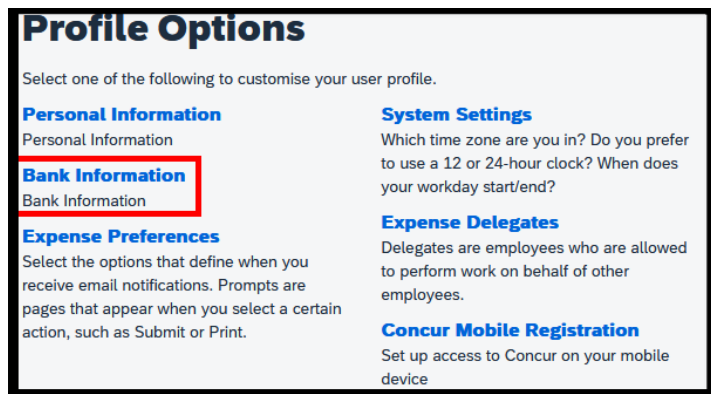 Profile Options
Select one of the following to customise your user profile.
Personal Information
Personal Information
Bank Information
Bank Information
Expense Preferences
Select the options that define when you
receive email notifications. Prompts are
pages that appear when you select a certain
action, such as Submit or Print.
System Settings
Which time zone are you in? Do you prefer
to use a 12 or 24-hour clock? When does
your workday start/end?
Expense Delegates
Delegates are employees who are allowed
to perform work on behalf of other
employees.
Concur Mobile Registration
Set up access to Concur on your mobile
device